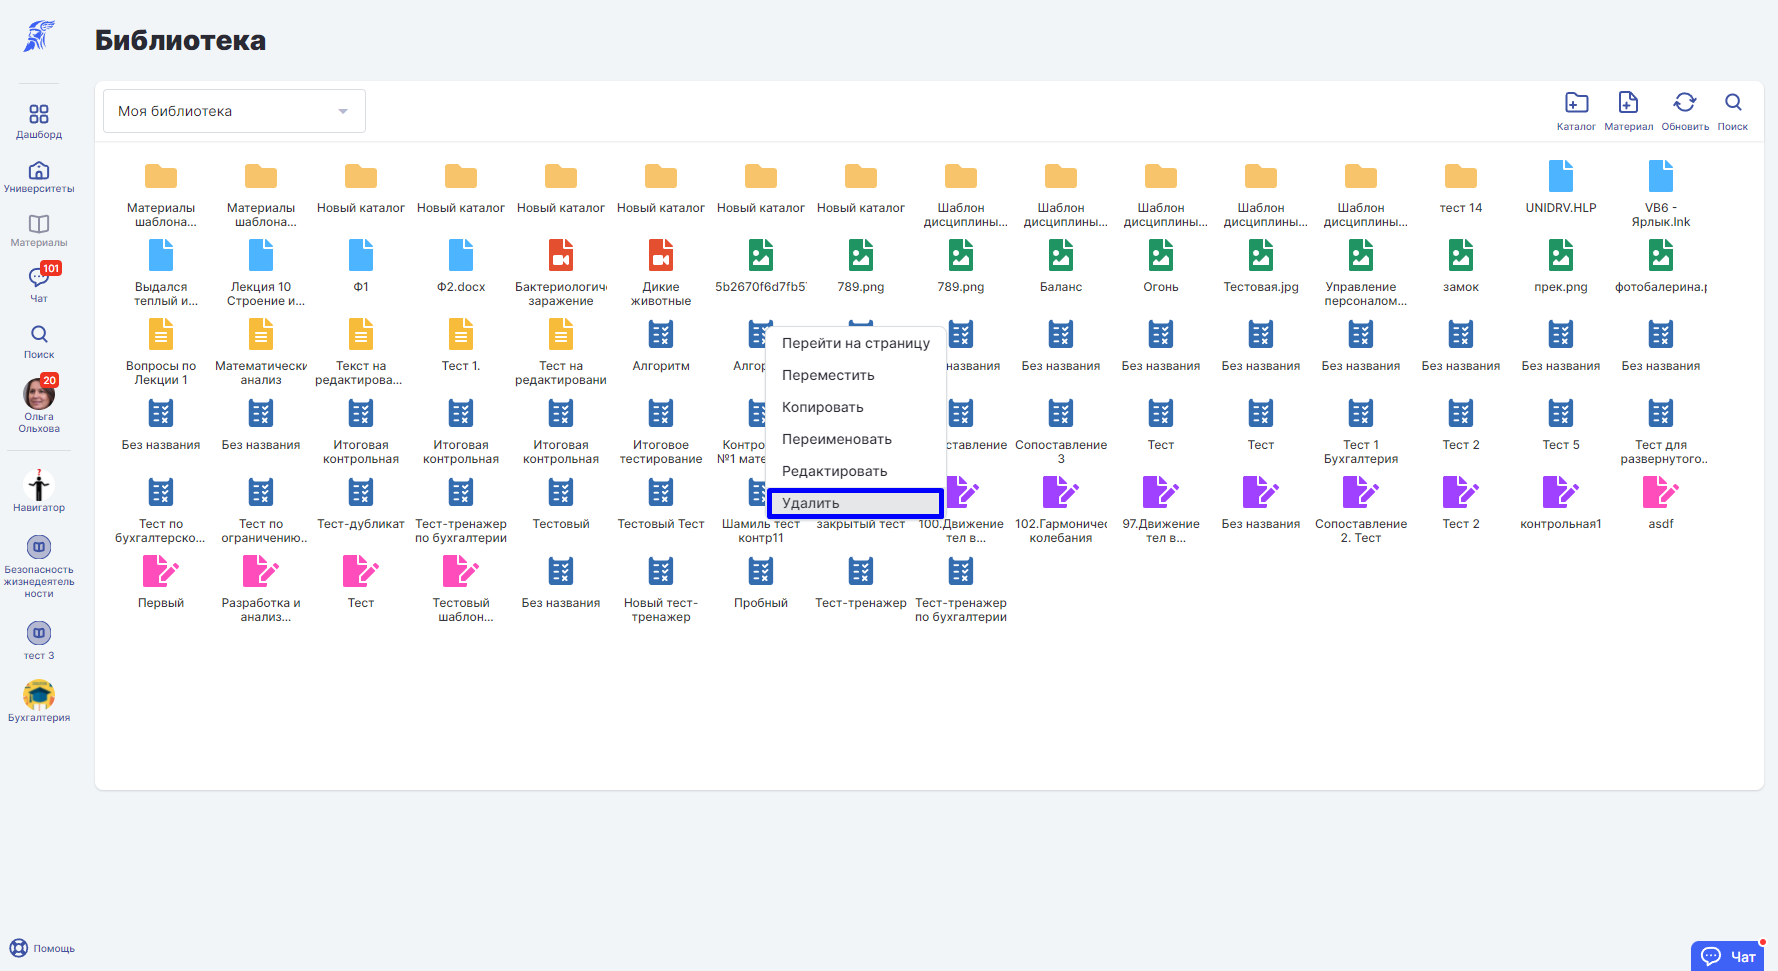 Библиотека
Дашборд
Университеты
Материалы
101
Чат
Поиск
20
Ольга
Ольхова
Навигатор
Безопасность
жизнедеятель
ности
тест 3
Бухгалтерия
Помощь
Моя библиотека
Каталог Материал Обновить Поиск
Материалы шаблона... Материалы шаблона... Новый каталог Новый каталог Новый каталог Новый каталог Новый каталог Новый каталог Шаблон дисциплины... Шаблон дисциплины... Шаблон дисциплины... Шаблон дисциплины... Шаблон дисциплины... тест 14 UNIDRV.HLP VB6 - Ярлык.lnk
Выдался теплый и... Лекция 10 Строение и... Ф1 Ф2.docx Бактериологиче заражение Дикие животные 5b2670f6d7fb5 789.png 789.png Баланс Огонь Тестовая.jpg Управление персоналом... замок прек.png фотобалерина.
Вопросы по Лекции 1 Математически анализ Текст на редактирова... Тест 1. Тест на редактировани Алгоритм Алгор названия Без названия Без названия Без названия Без названия Без названия Без названия Без названия
Без названия Без названия Итоговая контрольная Итоговая контрольная Итоговая контрольная Итоговое тестирование Контро №1 мате ставление Сопоставление 3 Тест Тест Тест 1 Бухгалтерия Тест 2 Тест 5 Тест для развернутого..
Тест по бухгалтерско... Тест по ограничению.. Тест-дубликат Тест-тренажер по бухгалтерии Тестовый Тестовый Тест Шамиль тест контр11 закрытый тест 100.Движение тел в... 102.Гармоничес колебания 97.Движение тел в... Без названия Сопоставление 2. Тест Тест 2 контрольная1 asdf
Первый Разработка и анализ... Тест Тестовый шаблон... Без названия Новый тест-тренажер Пробный Тест-тренажер Тест-тренажер по бухгалтерии
Перейти на страницу
Переместить
Копировать
Переименовать
Редактировать
Удалить
Чат